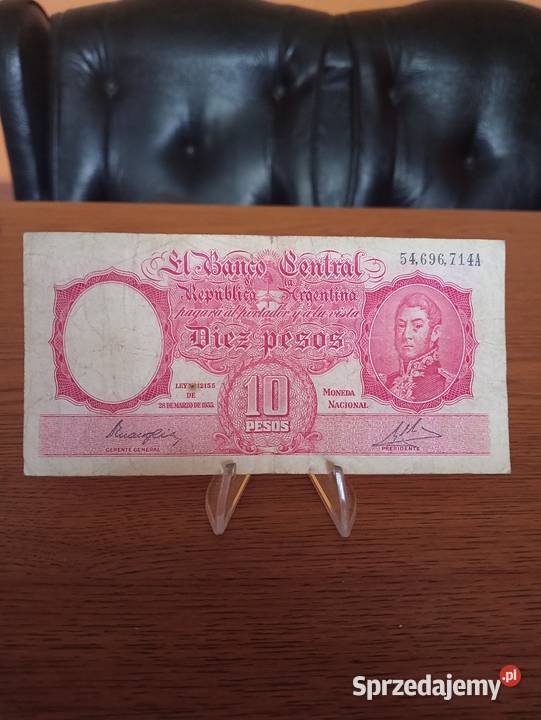 54,696,714A
El Banco Central
de la
República Argentina
pagará al portador y a la vista
Diez pesos
LEY Nº 12155
DE
28 DE MARZO DE 1935.
10
PESOS
MONEDA
NACIONAL
GERENTE GENERAL
PRESIDENTE
Sprzedajemy.pl